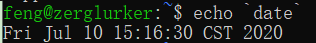 feng@zerglurker:~$ echo `date`
Fri Jul 10 15:16:30 CST 2020